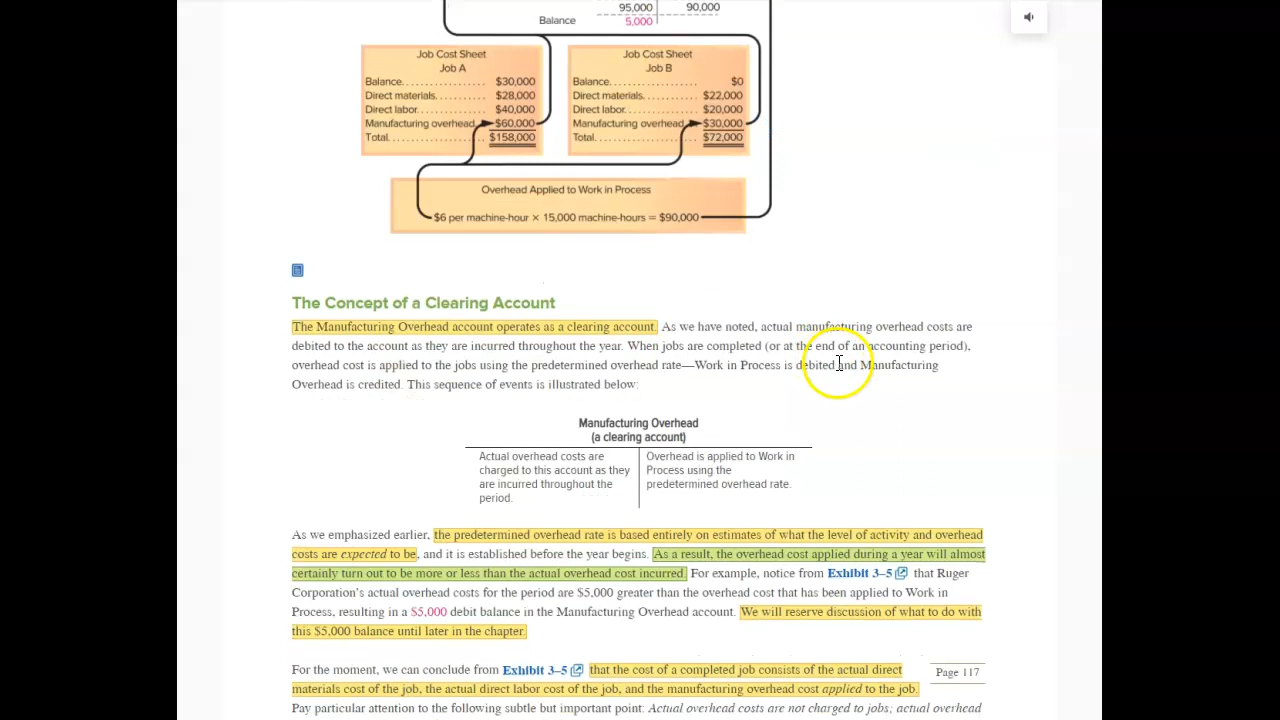 95,000 90,000
Balance 5,000
Job Cost Sheet
Job A
Balance.................... $30,000
Direct materials........... $28,000
Direct labor................ $40,000
Manufacturing overhead $60,000
Total....................... $158,000
Job Cost Sheet
Job B
Balance.................... $0
Direct materials........... $22,000
Direct labor................ $20,000
Manufacturing overhead $30,000
Total....................... $72,000
Overhead Applied to Work in Process
$6 per machine-hour × 15,000 machine-hours = $90,000
The Concept of a Clearing Account
The Manufacturing Overhead account operates as a clearing account. As we have noted, actual manufacturing overhead costs are
debited to the account as they are incurred throughout the year. When jobs are completed (or at the end of an accounting period),
overhead cost is applied to the jobs using the predetermined overhead rate—Work in Process is debited and Manufacturing
Overhead is credited. This sequence of events is illustrated below:
Manufacturing Overhead
(a clearing account)
Actual overhead costs are
charged to this account as they
are incurred throughout the
period.
Overhead is applied to Work in
Process using the
predetermined overhead rate.
As we emphasized earlier, the predetermined overhead rate is based entirely on estimates of what the level of activity and overhead
costs are expected to be, and it is established before the year begins. As a result, the overhead cost applied during a year will almost
certainly turn out to be more or less than the actual overhead cost incurred. For example, notice from Exhibit 3–5 that Ruger
Corporation's actual overhead costs for the period are $5,000 greater than the overhead cost that has been applied to Work in
Process, resulting in a $5,000 debit balance in the Manufacturing Overhead account. We will reserve discussion of what to do with
this $5,000 balance until later in the chapter.
For the moment, we can conclude from Exhibit 3–5 that the cost of a completed job consists of the actual direct
Page 117
materials cost of the job, the actual direct labor cost of the job, and the manufacturing overhead cost applied to the job.
Pay particular attention to the following subtle but important point: Actual overhead costs are not charged to jobs; actual overhead